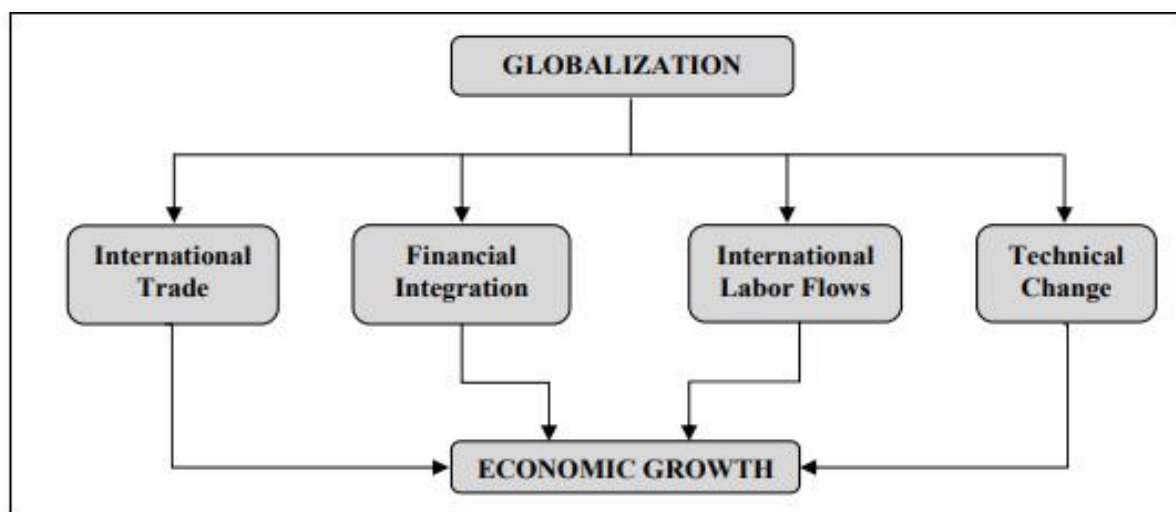 GLOBALIZATION
International
Trade
Financial
Integration
International
Labor Flows
Technical
Change
ECONOMIC GROWTH